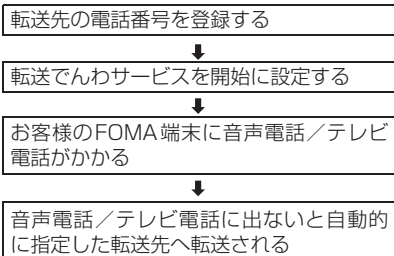 転送先の電話番号を登録する
⬇
転送でんわサービスを開始に設定する
⬇
お客様のFOMA端末に音声電話／テレビ
電話がかかる
⬇
音声電話／テレビ電話に出ないと自動的
に指定した転送先へ転送される